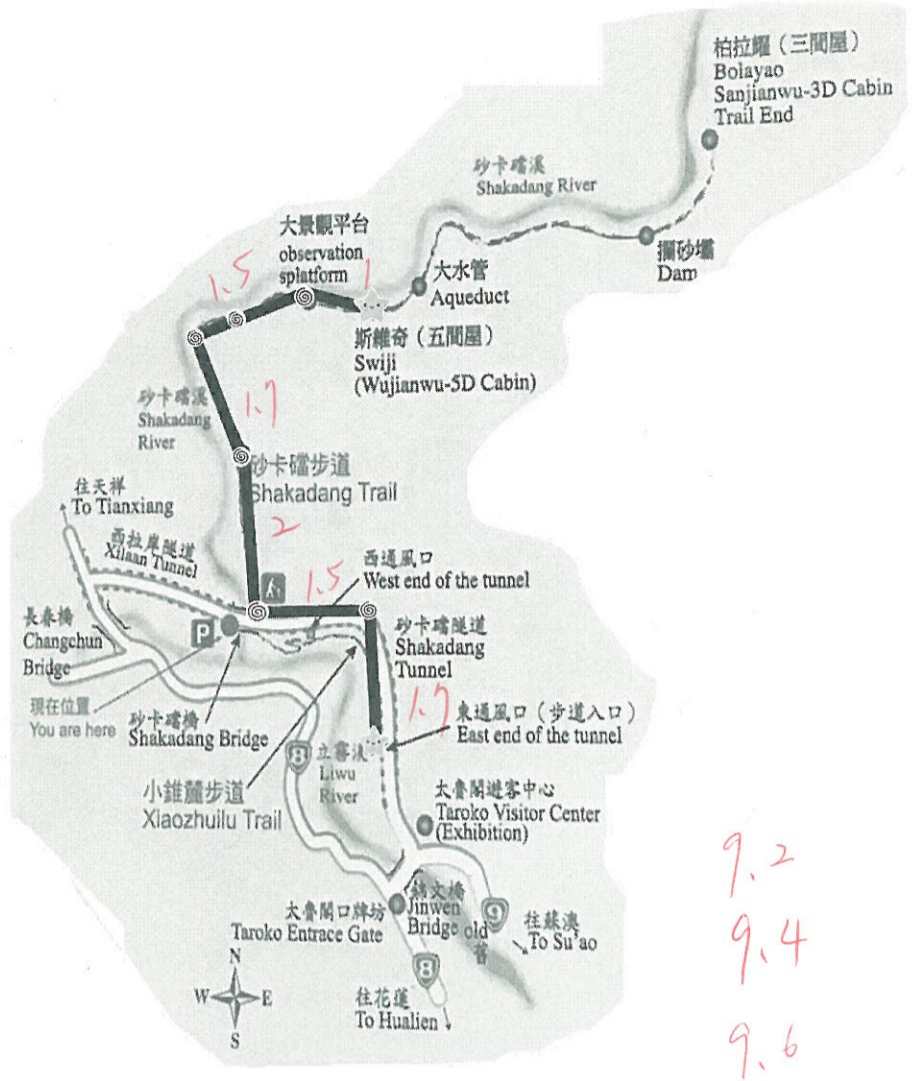 柏拉耀（三間屋）
Bolayao
Sanjianwu-3D Cabin
Trail End
砂卡礑溪
Shakadang River
大景觀平台
observation
splatform
1.5
1
大水管
Aqueduct
攔砂壩
Dam
斯維奇（五間屋）
Swiji
(Wujianwu-5D Cabin)
砂卡礑溪
Shakadang
River
1.7
砂卡礑步道
Shakadang Trail
往天祥
To Tianxiang
2
西拉岸隧道
Xilaan Tunnel
1.5
西通風口
West end of the tunnel
長春橋
Changchun
Bridge
P
砂卡礑隧道
Shakadang
Tunnel
現在位置
You are here
砂卡礑橋
Shakadang Bridge
1.7
東通風口（步道入口）
East end of the tunnel
8
立霧溪
Liwu
River
小錐麓步道
Xiaozhuilu Trail
太魯閣遊客中心
Taroko Visitor Center
(Exhibition)
9.2
太魯閣口牌坊
Taroko Entrace Gate
錦文橋
Jinwen
Bridge
old
舊
9
往蘇澳
To Su'ao
9.4
8
往花蓮
To Hualien
N
W
E
S
9.6